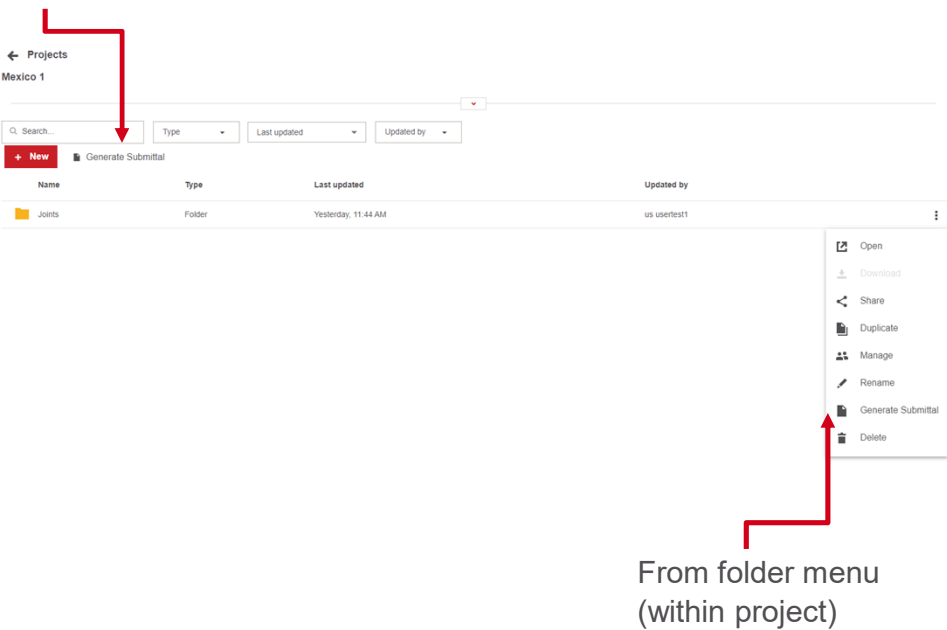 Projects
Mexico 1
Search...
Type
Last updated
Updated by
+ New
Generate Submittal
Name Type Last updated Updated by
Joints Folder Yesterday, 11:44 AM us usertest1
Open
Download
Share
Duplicate
Manage
Rename
Generate Submittal
Delete
From folder menu
(within project)